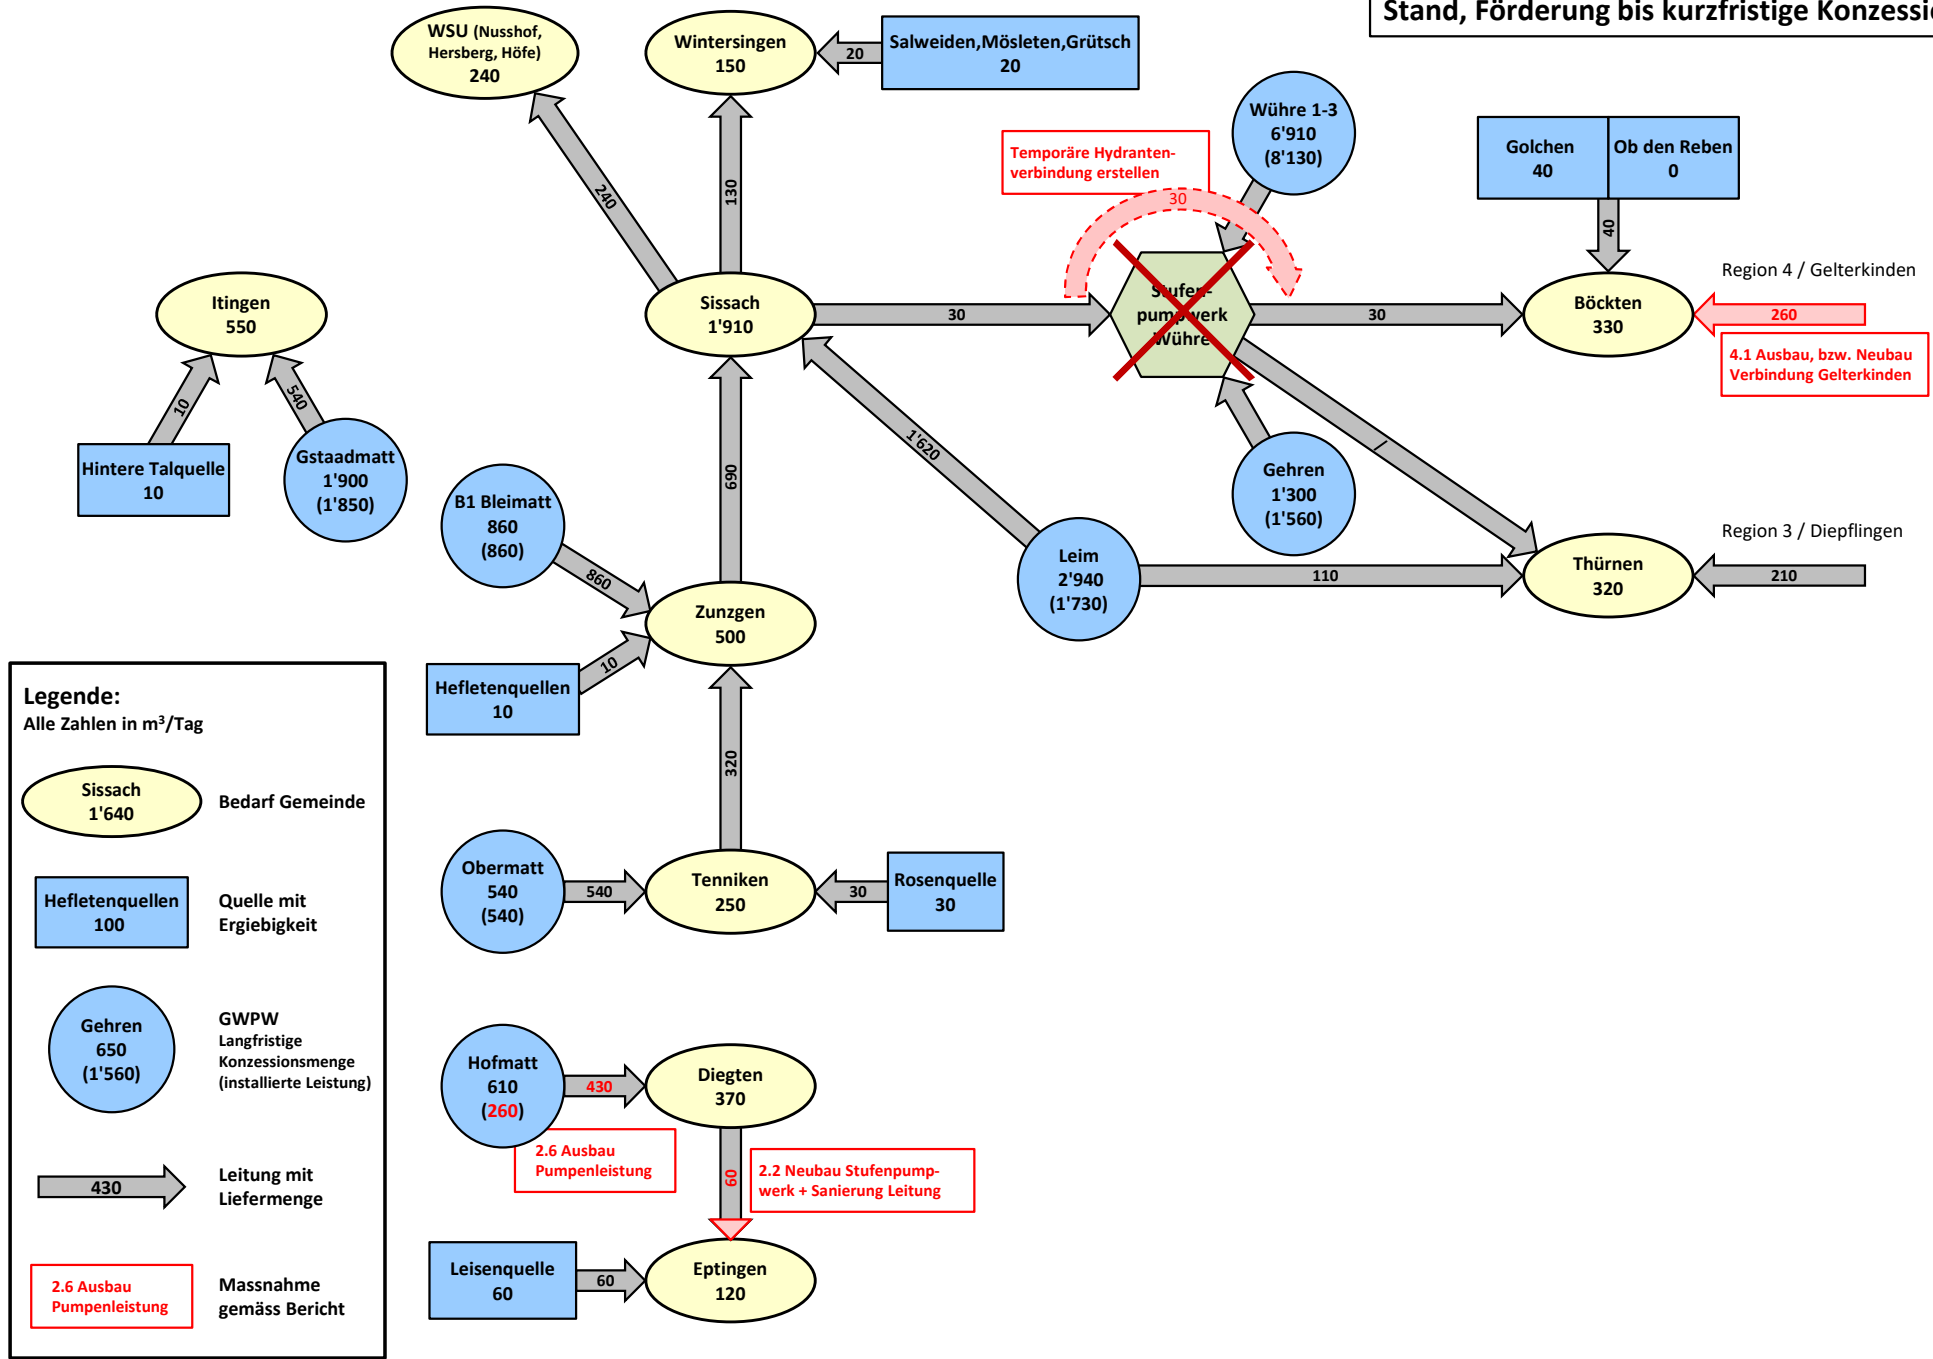 Stand, Förderung bis kurzfristige Konzessi
WSU (Nusshof,
Hersberg, Höfe)
240
Wintersingen
150
20
Salweiden,Mösleten,Grütsch
20
Wühre 1-3
6'910
(8'130)
Temporäre Hydranten-
verbindung erstellen
30
Golchen
40
Ob den Reben
0
40
240
130
Region 4 / Gelterkinden
Itingen
550
Sissach
1'910
30
Stufen-
pumpwerk
Wühre
30
Böckten
330
260
4.1 Ausbau, bzw. Neubau
Verbindung Gelterkinden
10
540
Hintere Talquelle
10
Gstaadmatt
1'900
(1'850)
690
1'620
/
Gehren
1'300
(1'560)
B1 Bleimatt
860
(860)
860
Region 3 / Diepflingen
Leim
2'940
(1'730)
110
Thürnen
320
210
Zunzgen
500
10
Hefletenquellen
10
320
Obermatt
540
(540)
540
Tenniken
250
30
Rosenquelle
30
Hofmatt
610
(260)
430
Diegten
370
2.6 Ausbau
Pumpenleistung
60
2.2 Neubau Stufenpump-
werk + Sanierung Leitung
Leisenquelle
60
60
Eptingen
120
Legende:
Alle Zahlen in m³/Tag
Sissach
1'640
Bedarf Gemeinde
Hefletenquellen
100
Quelle mit
Ergiebigkeit
Gehren
650
(1'560)
GWPW
Langfristige
Konzessionsmenge
(installierte Leistung)
430
Leitung mit
Liefermenge
2.6 Ausbau
Pumpenleistung
Massnahme
gemäss Bericht